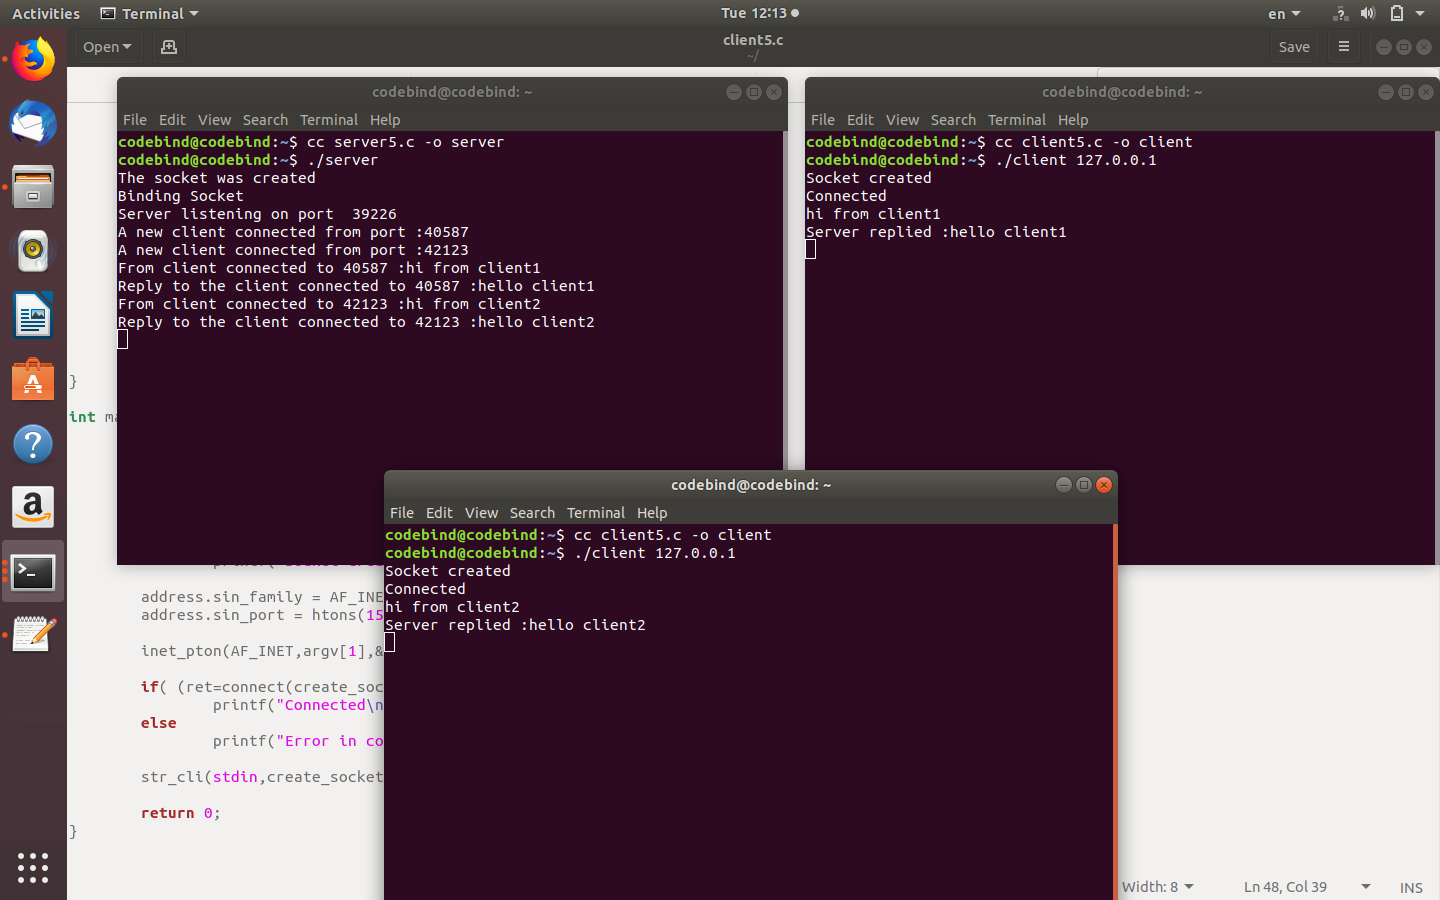 Activities Terminal Tue 12:13 en
Open client5.c Save
~/
codebind@codebind: ~
File Edit View Search Terminal Help
codebind@codebind:~$ cc server5.c -o server
codebind@codebind:~$ ./server
The socket was created
Binding Socket
Server listening on port  39226
A new client connected from port :40587
A new client connected from port :42123
From client connected to 40587 :hi from client1
Reply to the client connected to 40587 :hello client1
From client connected to 42123 :hi from client2
Reply to the client connected to 42123 :hello client2
codebind@codebind: ~
File Edit View Search Terminal Help
codebind@codebind:~$ cc client5.c -o client
codebind@codebind:~$ ./client 127.0.0.1
Socket created
Connected
hi from client1
Server replied :hello client1
codebind@codebind: ~
File Edit View Search Terminal Help
codebind@codebind:~$ cc client5.c -o client
codebind@codebind:~$ ./client 127.0.0.1
Socket created
Connected
hi from client2
Server replied :hello client2
}
int
address.sin_family = AF_INE
address.sin_port = htons(15
inet_pton(AF_INET,argv[1],&
if( (ret=connect(create_soc
printf("Connected\n
else
printf("Error in co
str_cli(stdin,create_socket
return 0;
}
Width: 8 Ln 48, Col 39 INS